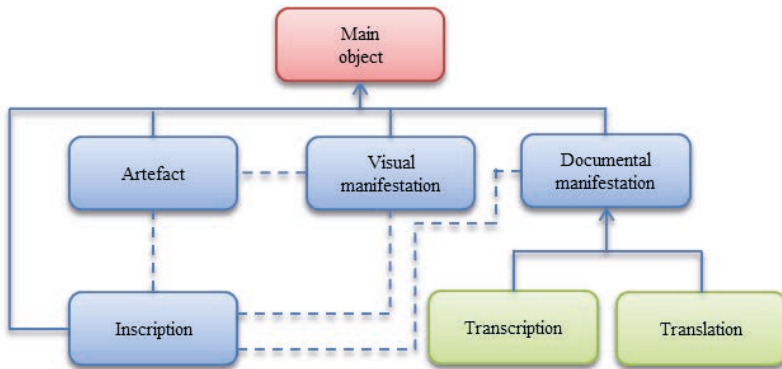 Main
object
Artefact
Visual
manifestation
Documental
manifestation
Inscription
Transcription
Translation